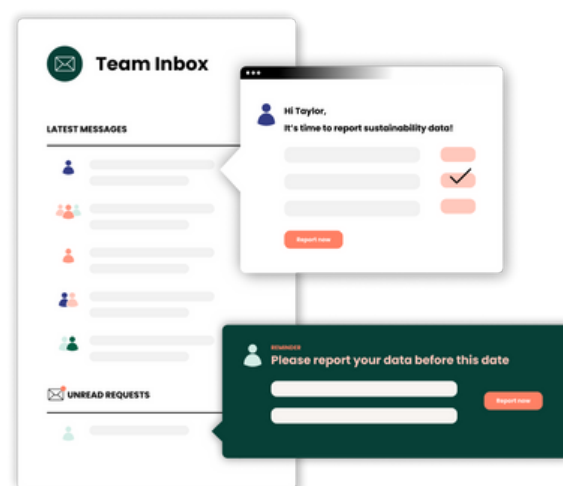 Team Inbox
LATEST MESSAGES
Hi Taylor,
It's time to report sustainability data!
Report now
REMINDER
Please report your data before this date
Report now
UNREAD REQUESTS